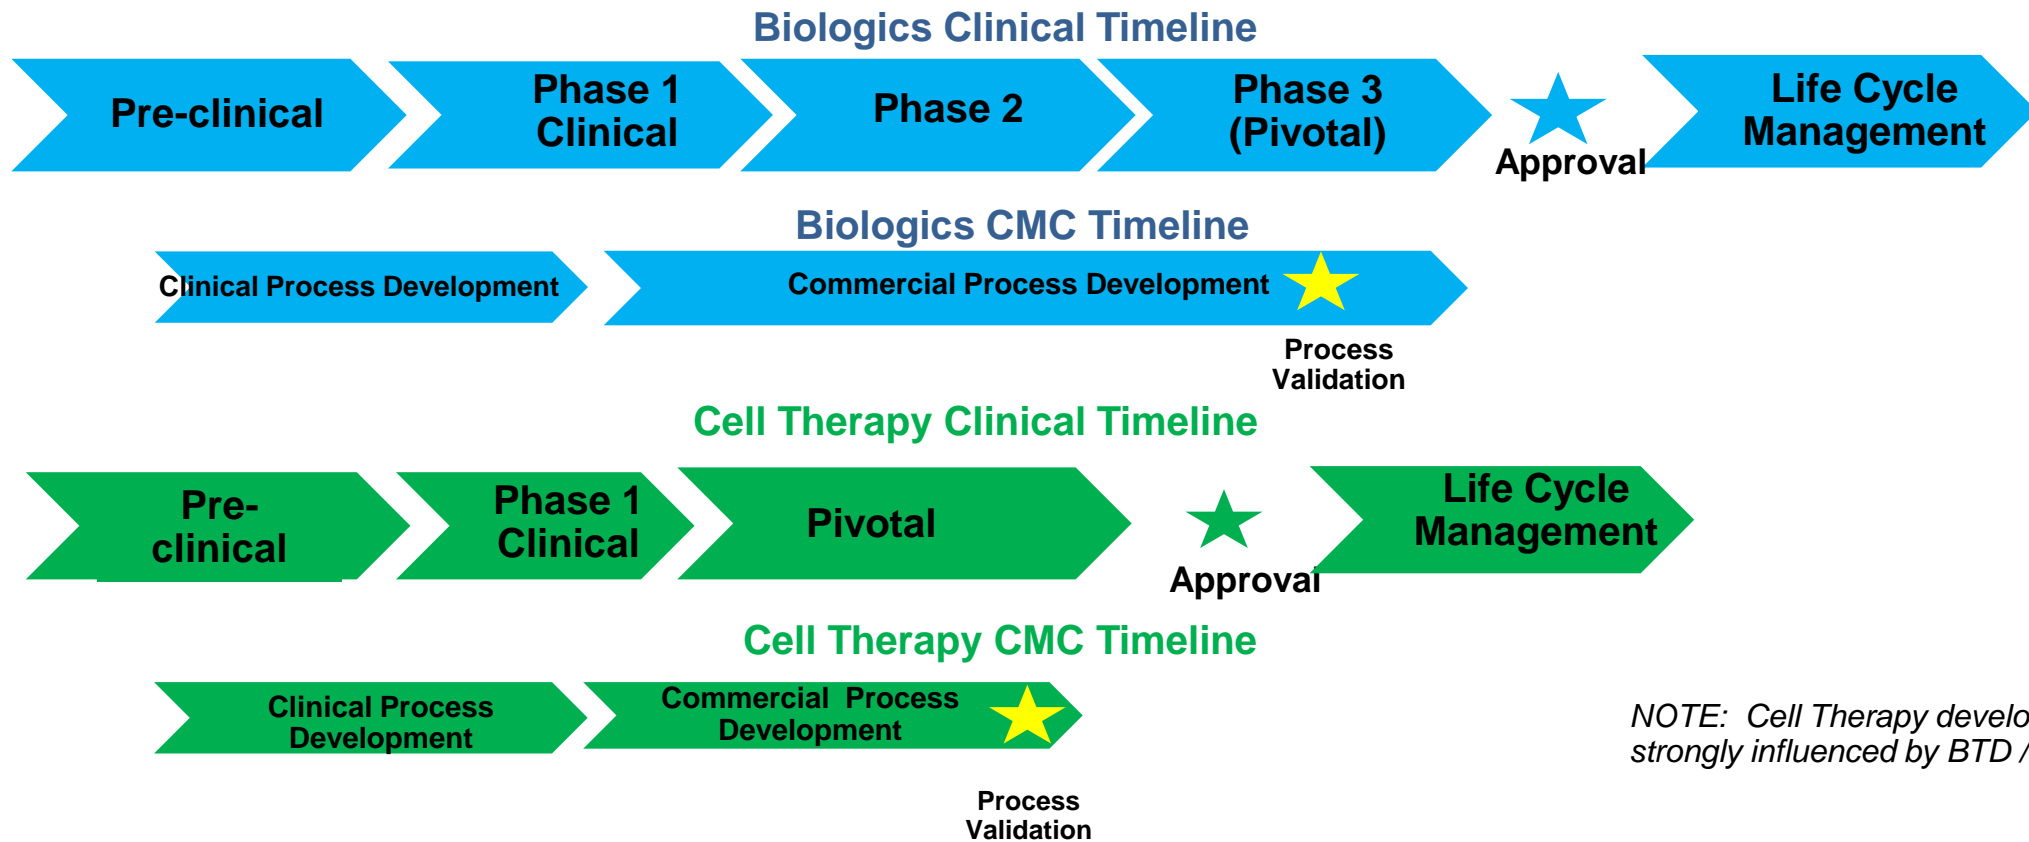 Biologics Clinical Timeline
Pre-clinical
Phase 1
Clinical
Phase 2
Phase 3
(Pivotal)
Approval
Life Cycle
Management
Biologics CMC Timeline
Clinical Process Development
Commercial Process Development
Process
Validation
Cell Therapy Clinical Timeline
Pre-
clinical
Phase 1
Clinical
Pivotal
Approval
Life Cycle
Management
Cell Therapy CMC Timeline
Clinical Process
Development
Commercial Process
Development
Process
Validation
NOTE: Cell Therapy develo
strongly influenced by BTD /